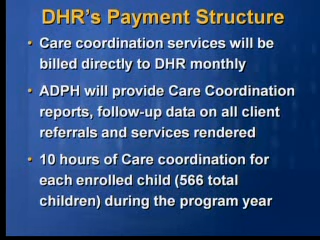 DHR's Payment Structure
• Care coordination services will be
billed directly to DHR monthly
• ADPH will provide Care Coordination
reports, follow-up data on all client
referrals and services rendered
• 10 hours of Care coordination for
each enrolled child (566 total
children) during the program year